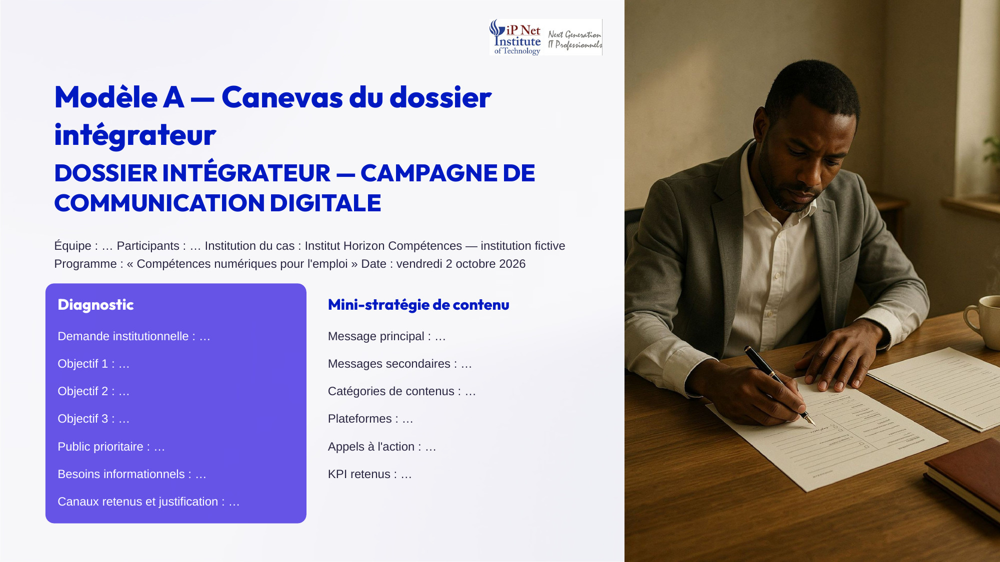 iP Net
Institute
of Technology
Next Generation
IT Professionnels
Modèle A — Canevas du dossier
intégrateur
DOSSIER INTÉGRATEUR — CAMPAGNE DE
COMMUNICATION DIGITALE
Équipe : … Participants : … Institution du cas : Institut Horizon Compétences — institution fictive
Programme : « Compétences numériques pour l'emploi » Date : vendredi 2 octobre 2026
Diagnostic
Demande institutionnelle : …
Objectif 1 : …
Objectif 2 : …
Objectif 3 : …
Public prioritaire : …
Besoins informationnels : …
Canaux retenus et justification : …
Mini-stratégie de contenu
Message principal : …
Messages secondaires : …
Catégories de contenus : …
Plateformes : …
Appels à l'action : …
KPI retenus : …